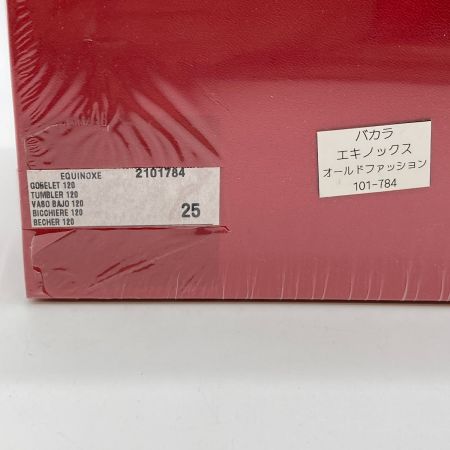 EQUINOXE 2101784
GOBELET 120
TUMBLER 120
VASO BAJO 120
BICCHIERE 120
BECHER 120
25
バカラ
エキノックス
オールドファッション
101-784